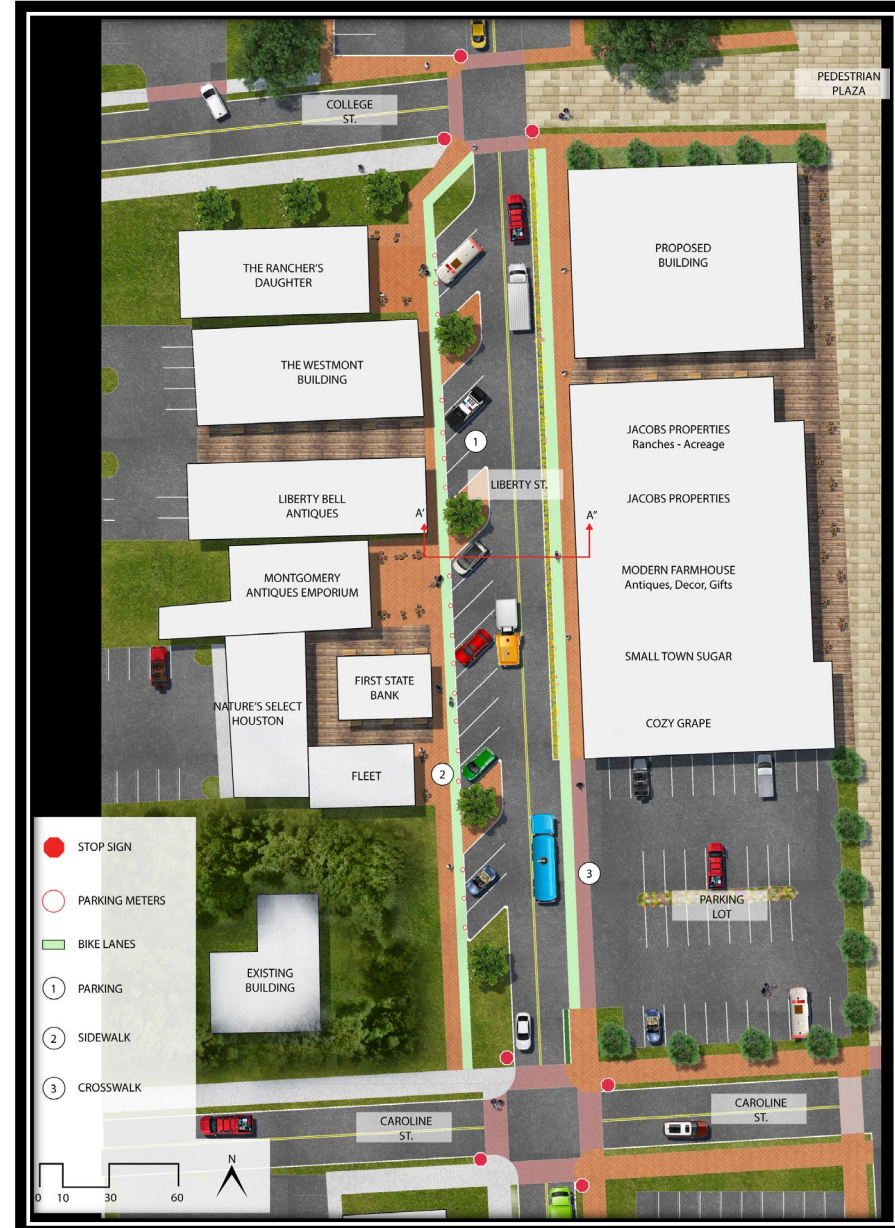 PEDESTRIAN
PLAZA
COLLEGE
ST.
THE RANCHER'S
DAUGHTER
PROPOSED
BUILDING
THE WESTMONT
BUILDING
1
JACOBS PROPERTIES
Ranches - Acreage
LIBERTY ST.
LIBERTY BELL
ANTIQUES
JACOBS PROPERTIES
A'
A"
MONTGOMERY
ANTIQUES EMPORIUM
MODERN FARMHOUSE
Antiques, Decor, Gifts
SMALL TOWN SUGAR
FIRST STATE
BANK
NATURE'S SELECT
HOUSTON
COZY GRAPE
FLEET
2
3
PARKING
LOT
EXISTING
BUILDING
STOP SIGN
PARKING METERS
BIKE LANES
1 PARKING
2 SIDEWALK
3 CROSSWALK
CAROLINE
ST.
CAROLINE
ST.
N
0 10 30 60